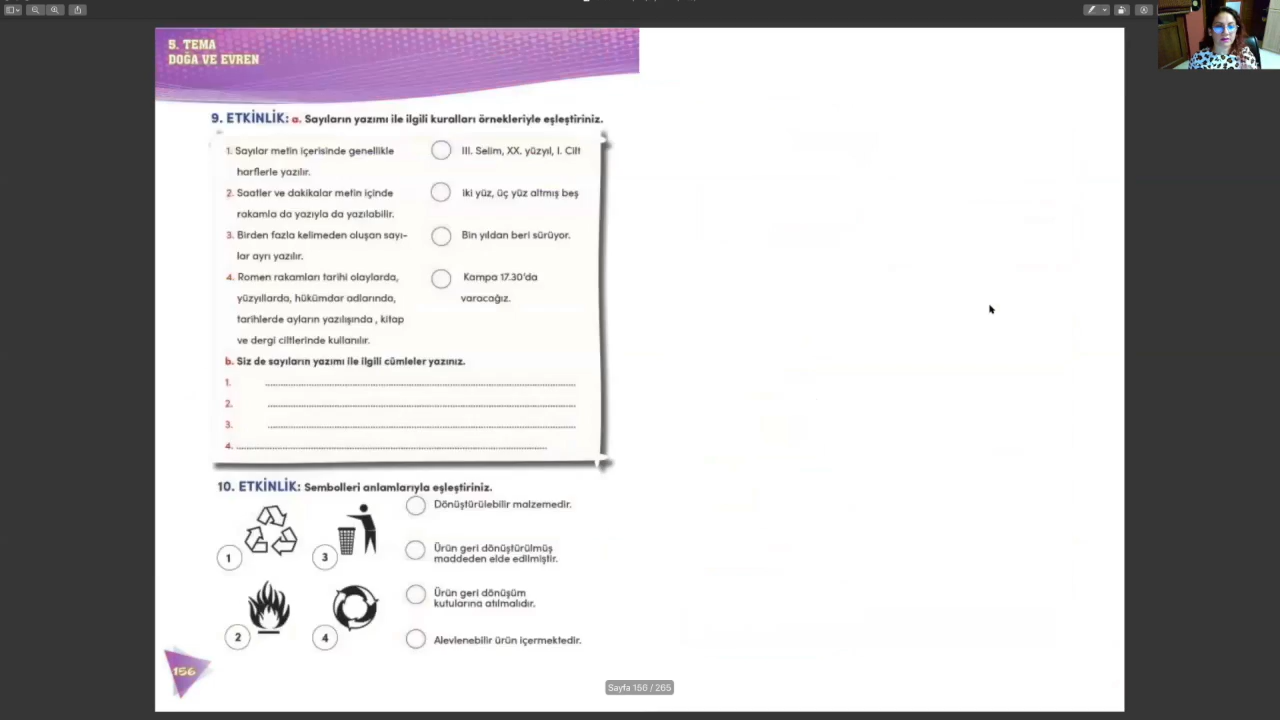 5. TEMA
DOĞA VE EVREN
9. ETKİNLİK: a. Sayıların yazımı ile ilgili kuralları örnekleriyle eşleştiriniz.
1. Sayılar metin içerisinde genellikle
harflerle yazılır.
2. Saatler ve dakikalar metin içinde
rakamla da yazıyla da yazılabilir.
3. Birden fazla kelimeden oluşan sayı-
lar ayrı yazılır.
4. Romen rakamları tarihi olaylarda,
yüzyıllarda, hükümdar adlarında,
tarihlerde ayların yazılışında , kitap
ve dergi ciltlerinde kullanılır.
III. Selim, XX. yüzyıl, I. Cilt
İki yüz, üç yüz altmış beş
Bin yıldan beri sürüyor.
Kampa 17.30'da
varacağız.
b. Siz de sayıların yazımı ile ilgili cümleler yazınız.
1.
2.
3.
4.
10. ETKİNLİK: Sembolleri anlamlarıyla eşleştiriniz.
1
3
2
4
Dönüştürülebilir malzemedir.
Ürün geri dönüştürülmüş
maddeden elde edilmiştir.
Ürün geri dönüşüm
kutularına atılmalıdır.
Alevlenebilir ürün içermektedir.
156
Sayfa 156 / 265